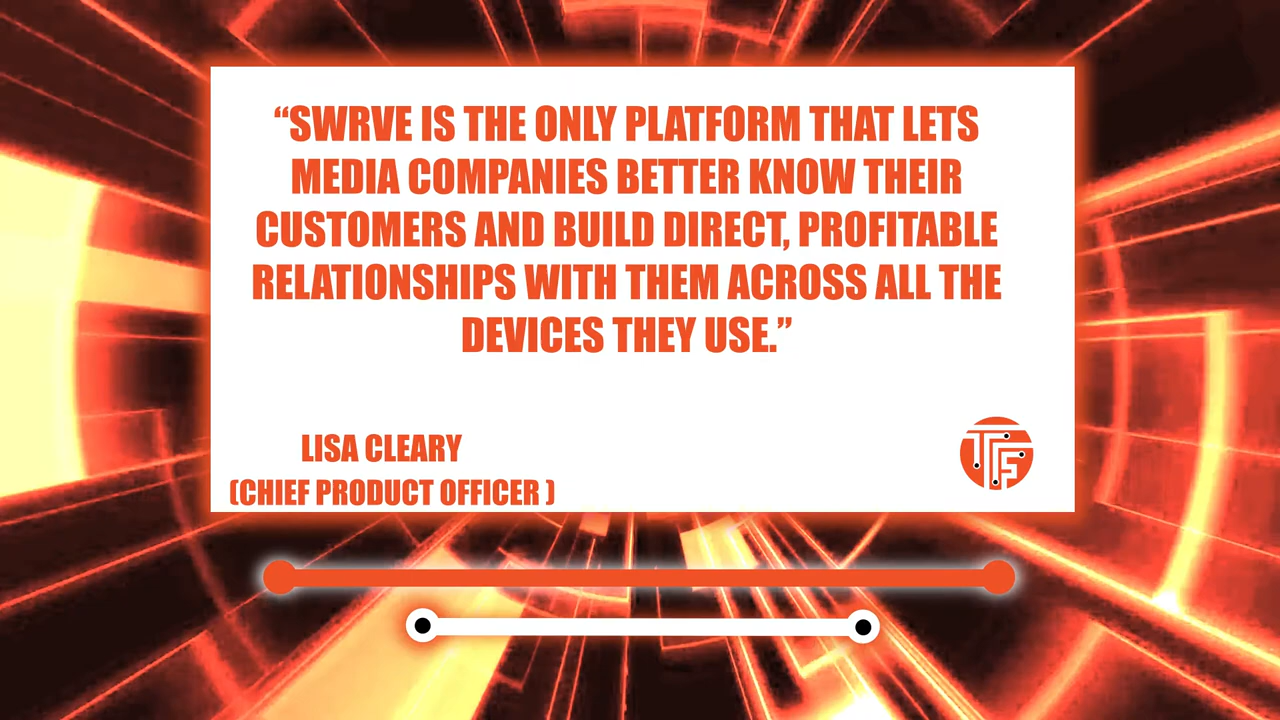 “SWRVE IS THE ONLY PLATFORM THAT LETS
MEDIA COMPANIES BETTER KNOW THEIR
CUSTOMERS AND BUILD DIRECT, PROFITABLE
RELATIONSHIPS WITH THEM ACROSS ALL THE
DEVICES THEY USE.”
LISA CLEARY
(CHIEF PRODUCT OFFICER )
TF